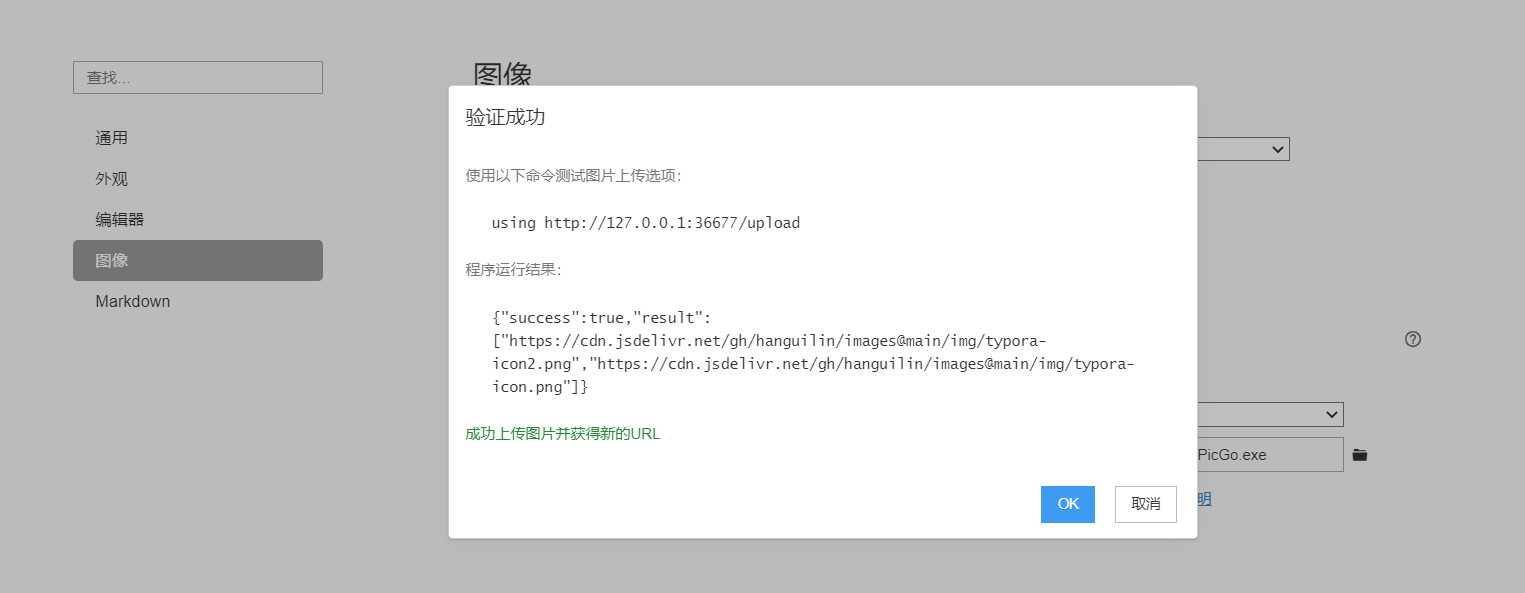 查找...
通用
外观
编辑器
图像
Markdown
图像
验证成功
使用以下命令测试图片上传选项:
using http://127.0.0.1:36677/upload
程序运行结果:
{"success":true,"result":
["https://cdn.jsdelivr.net/gh/hanguilin/images@main/img/typora-
icon2.png","https://cdn.jsdelivr.net/gh/hanguilin/images@main/img/typora-
icon.png"]}
成功上传图片并获得新的URL
OK
取消
PicGo.exe
明